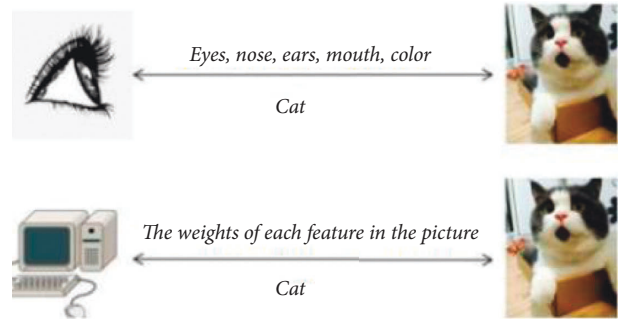 Eyes, nose, ears, mouth, color
Cat
The weights of each feature in the picture
Cat